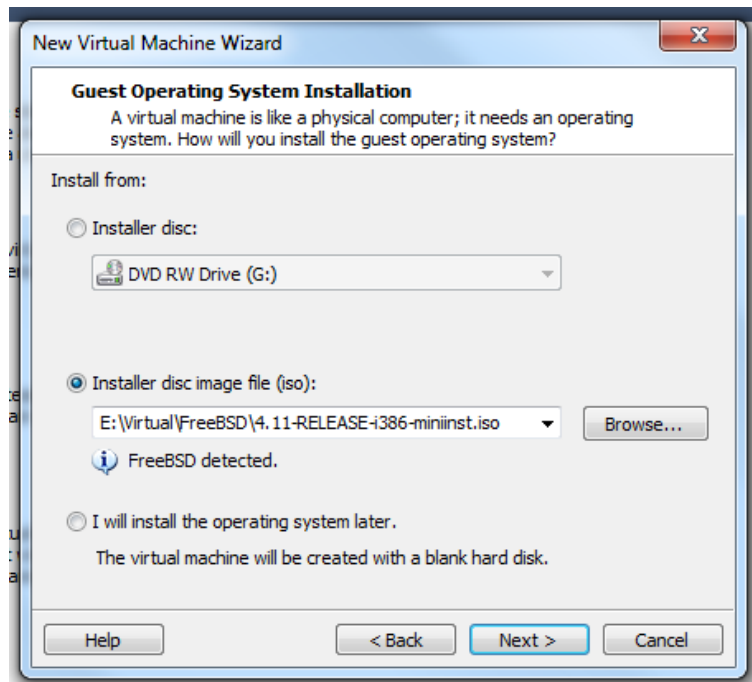 New Virtual Machine Wizard
Guest Operating System Installation
A virtual machine is like a physical computer; it needs an operating
system. How will you install the guest operating system?
Install from:
Installer disc:
DVD RW Drive (G:)
Installer disc image file (iso):
E:\Virtual\FreeBSD\4.11-RELEASE-i386-miniinst.iso
Browse...
FreeBSD detected.
I will install the operating system later.
The virtual machine will be created with a blank hard disk.
Help
< Back
Next >
Cancel